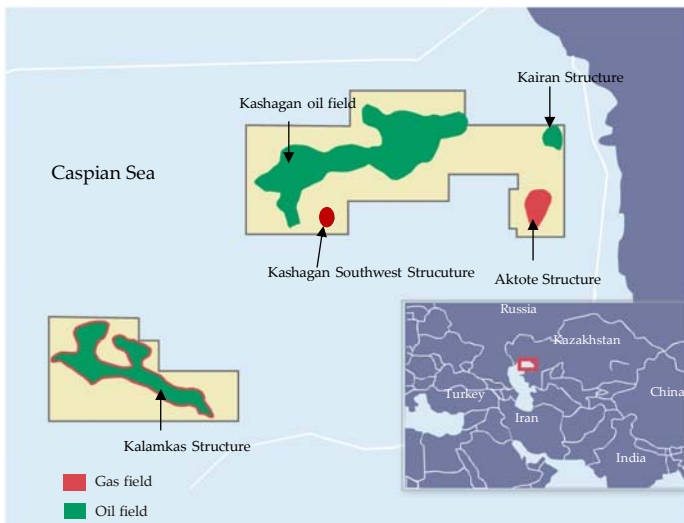 Kairan Structure
Kashagan oil field
Caspian Sea
Kashagan Southwest Strucuture
Aktote Structure
Russia
Kazakhstan
China
Turkey
Iran
India
Kalamkas Structure
Gas field
Oil field